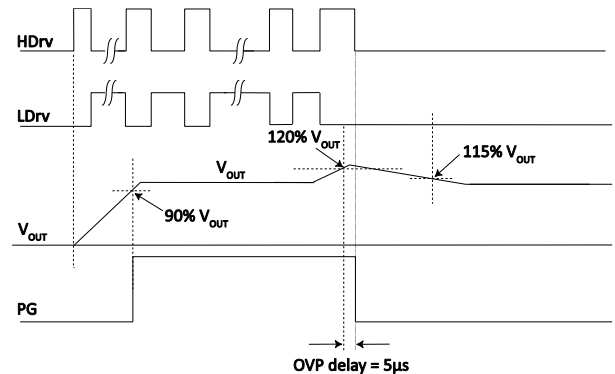 HDrv
LDrv
120% VOUT
115% VOUT
VOUT
90% VOUT
VOUT
PG
OVP delay = 5µs